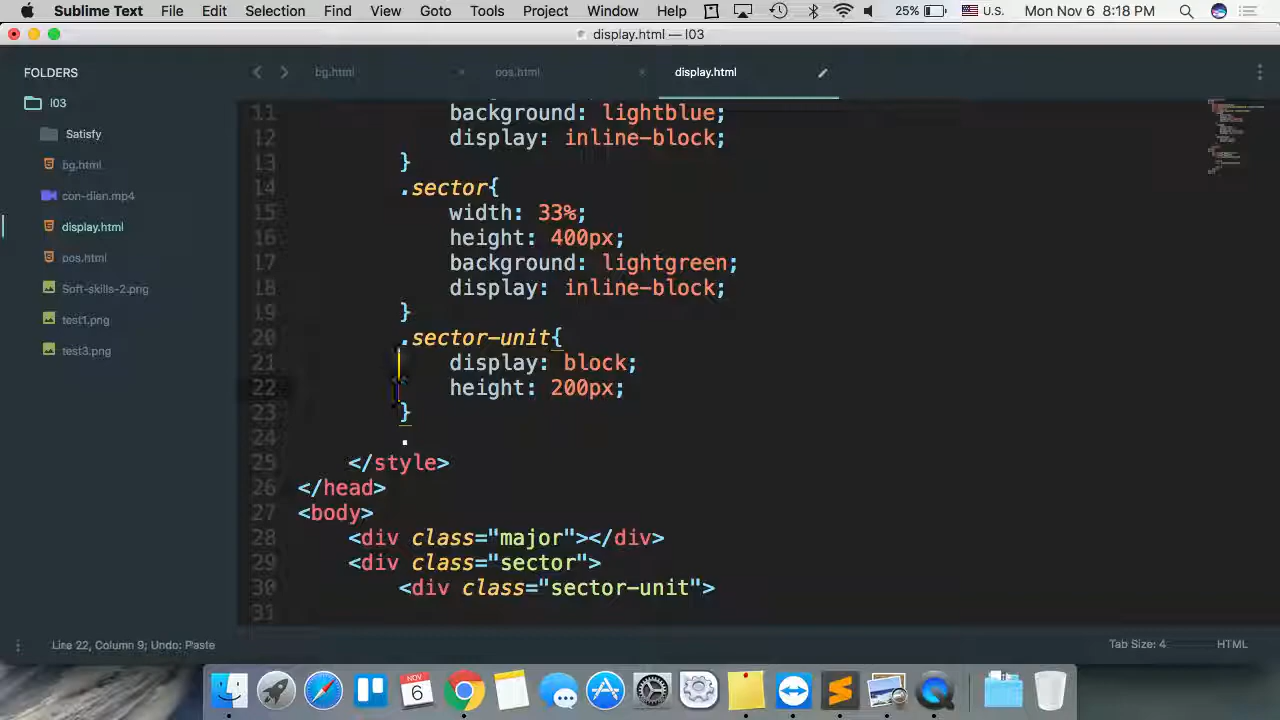 Sublime Text File Edit Selection Find View Goto Tools Project Window Help 25% U.S. Mon Nov 6 8:18 PM
display.html — l03
FOLDERS
l03
Satisfy
bg.html
con-dien.mp4
display.html
pos.html
Soft-skills-2.png
test1.png
test3.png
bg.html × pos.html × display.html
11 background: lightblue;
12 display: inline-block;
13 }
14 .sector{
15 width: 33%;
16 height: 400px;
17 background: lightgreen;
18 display: inline-block;
19 }
20 .sector-unit{
21 display: block;
22 height: 200px;
23 }
24 .
25 </style>
26 </head>
27 <body>
28 <div class="major"></div>
29 <div class="sector">
30 <div class="sector-unit">
31
Line 22, Column 9; Undo: Paste Tab Size: 4 HTML
NOV
6